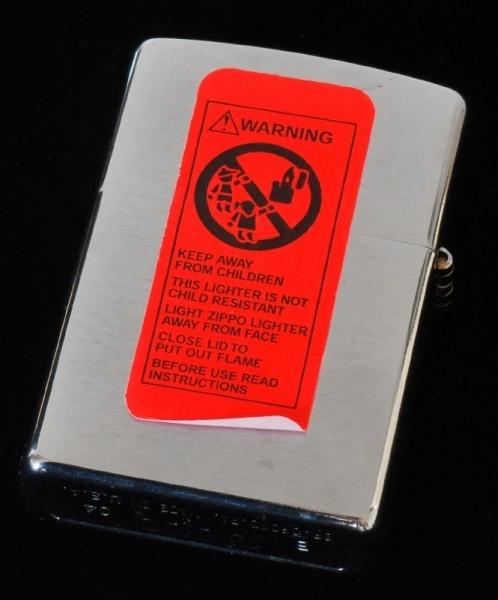 WARNING
KEEP AWAY
FROM CHILDREN
THIS LIGHTER IS NOT
CHILD RESISTANT
LIGHT ZIPPO LIGHTER
AWAY FROM FACE
CLOSE LID TO
PUT OUT FLAME
BEFORE USE READ
INSTRUCTIONS